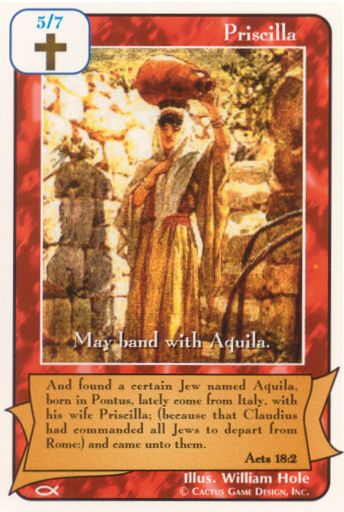 5/7
Priscilla
May band with Aquila.
And found a certain Jew named Aquila,
born in Pontus, lately come from Italy, with
his wife Priscilla; (because that Claudius
had commanded all Jews to depart from
Rome:) and came unto them.
Acts 18:2
Illus. William Hole
© Cactus Game Design, Inc.